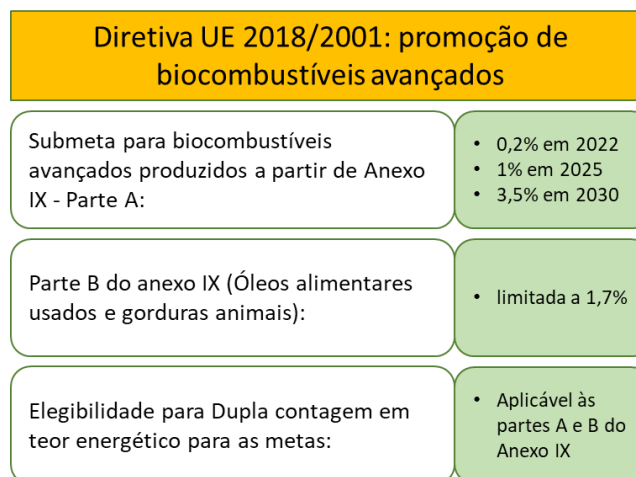 Diretiva UE 2018/2001: promoção de
biocombustíveis avançados
Submeta para biocombustíveis
avançados produzidos a partir de Anexo
IX - Parte A:
• 0,2% em 2022
• 1% em 2025
• 3,5% em 2030
Parte B do anexo IX (Óleos alimentares
usados e gorduras animais):
• limitada a 1,7%
Elegibilidade para Dupla contagem em
teor energético para as metas:
• Aplicável às
partes A e B do
Anexo IX